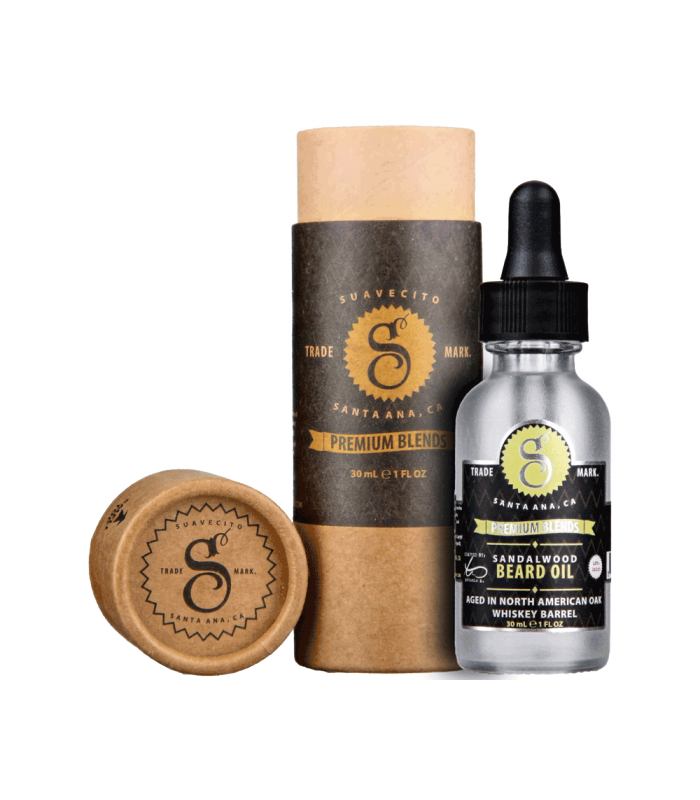 SUAVECITO
S
TRADE MARK.
SANTA ANA, CA
PREMIUM BLENDS
30 mL ℮ 1 FL OZ
SUAVECITO
S
TRADE MARK.
SANTA ANA, CA
S
TRADE MARK.
SANTA ANA, CA
PREMIUM BLENDS
SANDALWOOD
BEARD OIL
AGED IN NORTH AMERICAN OAK
WHISKEY BARREL
30 mL ℮ 1 FL OZ